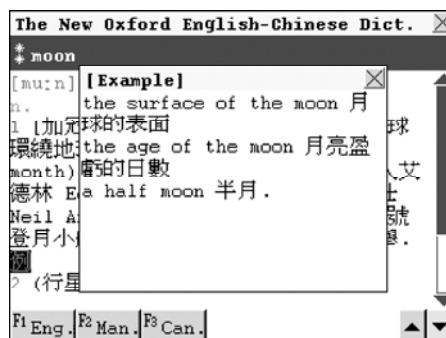 The New Oxford English-Chinese Dict.
moon
[mu:n]
n.
[Example]
the surface of the moon 月
球的表面
the age of the moon 月亮盈
虧的日數
a half moon 半月.
1 [加冠 球
環繞地
month) 艾
德林 E
Neil A 號
登月小
例
2 (行星
F1 Eng. F2 Man. F3 Can.